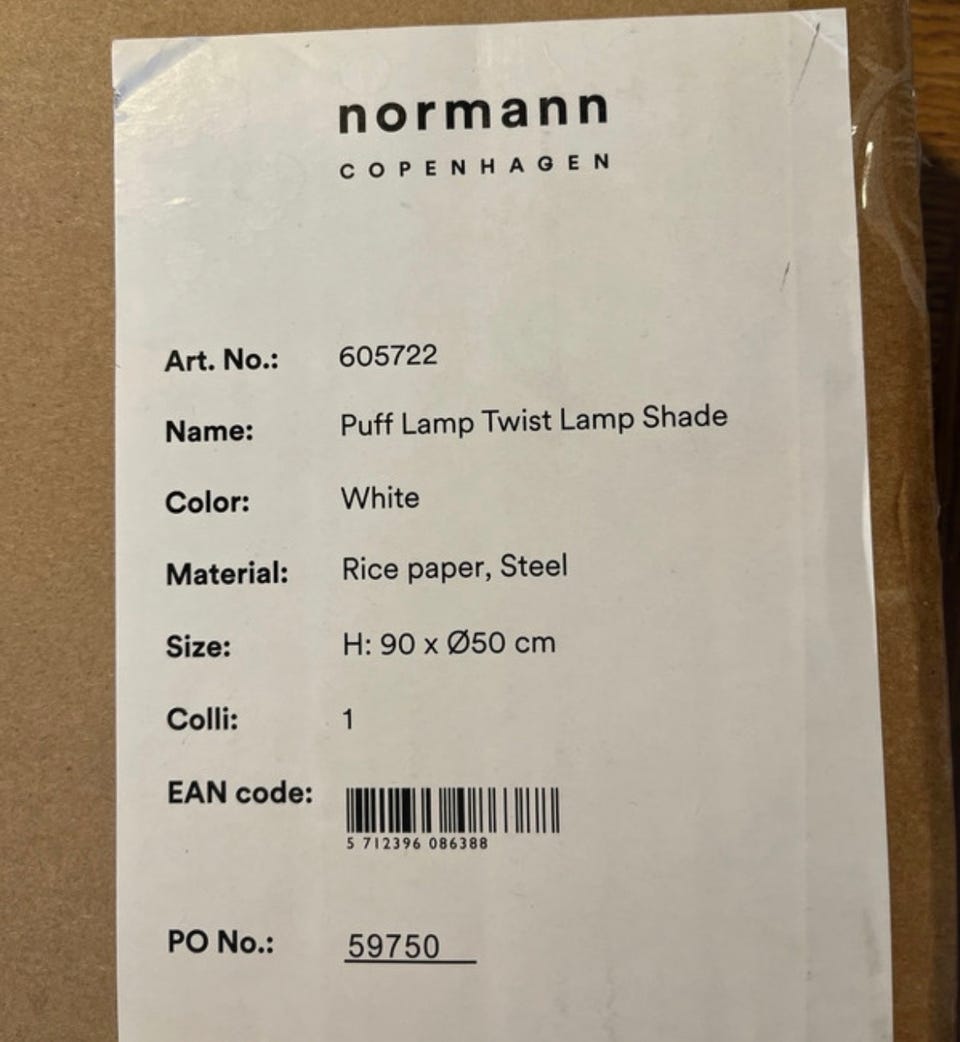 normann
COPENHAGEN
Art. No.: 605722
Name: Puff Lamp Twist Lamp Shade
Color: White
Material: Rice paper, Steel
Size: H: 90 x Ø50 cm
Colli: 1
EAN code:
5 712396 086388
PO No.: 59750